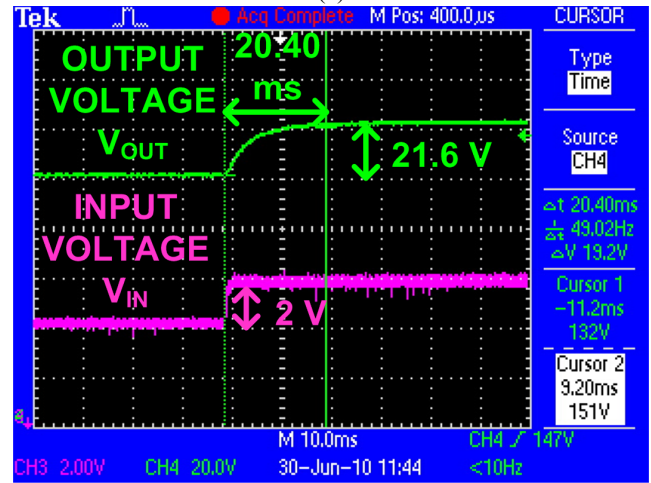 Tek Acq Complete M Pos: 400.0µs CURSOR
OUTPUT VOLTAGE VOUT
20.40 ms
21.6 V
INPUT VOLTAGE VIN
2 V
Type
Time
Source
CH4
Δt 20.40ms
1/Δt 49.02Hz
ΔV 19.2V
Cursor 1
-11.2ms
132V
Cursor 2
9.20ms
151V
M 10.0ms CH4 147V
CH3 2.00V CH4 20.0V 30-Jun-10 11:44 <10Hz